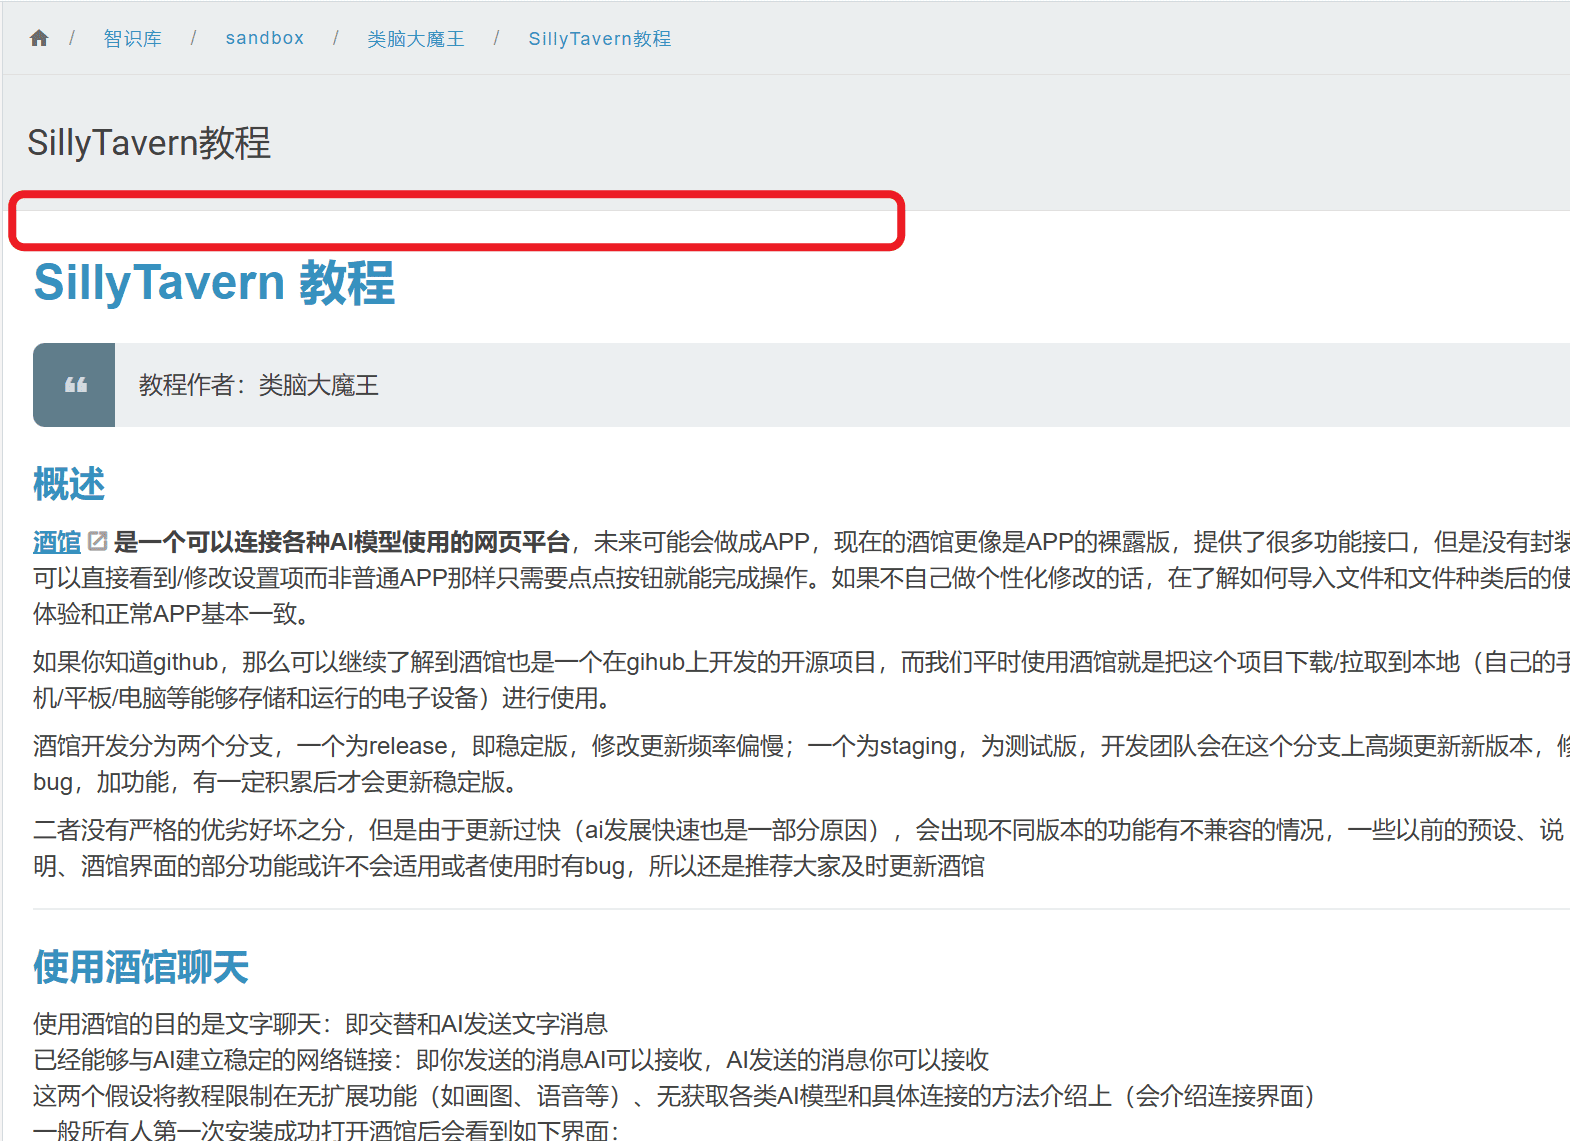 / 智识库 / sandbox / 类脑大魔王 / SillyTavern教程
SillyTavern教程
SillyTavern 教程
“ 教程作者：类脑大魔王
概述
酒馆 是一个可以连接各种AI模型使用的网页平台，未来可能会做成APP，现在的酒馆更像是APP的裸露版，提供了很多功能接口，但是没有封装
可以直接看到/修改设置项而非普通APP那样只需要点点按钮就能完成操作。如果不自己做个性化修改的话，在了解如何导入文件和文件种类后的使
体验和正常APP基本一致。
如果你知道github，那么可以继续了解到酒馆也是一个在gihub上开发的开源项目，而我们平时使用酒馆就是把这个项目下载/拉取到本地（自己的手
机/平板/电脑等能够存储和运行的电子设备）进行使用。
酒馆开发分为两个分支，一个为release，即稳定版，修改更新频率偏慢；一个为staging，为测试版，开发团队会在这个分支上高频更新新版本，修
bug，加功能，有一定积累后才会更新稳定版。
二者没有严格的优劣好坏之分，但是由于更新过快（ai发展快速也是一部分原因），会出现不同版本的功能有不兼容的情况，一些以前的预设、说
明、酒馆界面的部分功能或许不会适用或者使用时有bug，所以还是推荐大家及时更新酒馆
使用酒馆聊天
使用酒馆的目的是文字聊天：即交替和AI发送文字消息
已经能够与AI建立稳定的网络链接：即你发送的消息AI可以接收，AI发送的消息你可以接收
这两个假设将教程限制在无扩展功能（如画图、语音等）、无获取各类AI模型和具体连接的方法介绍上（会介绍连接界面）
一般所有人第一次安装成功打开酒馆后会看到如下界面：